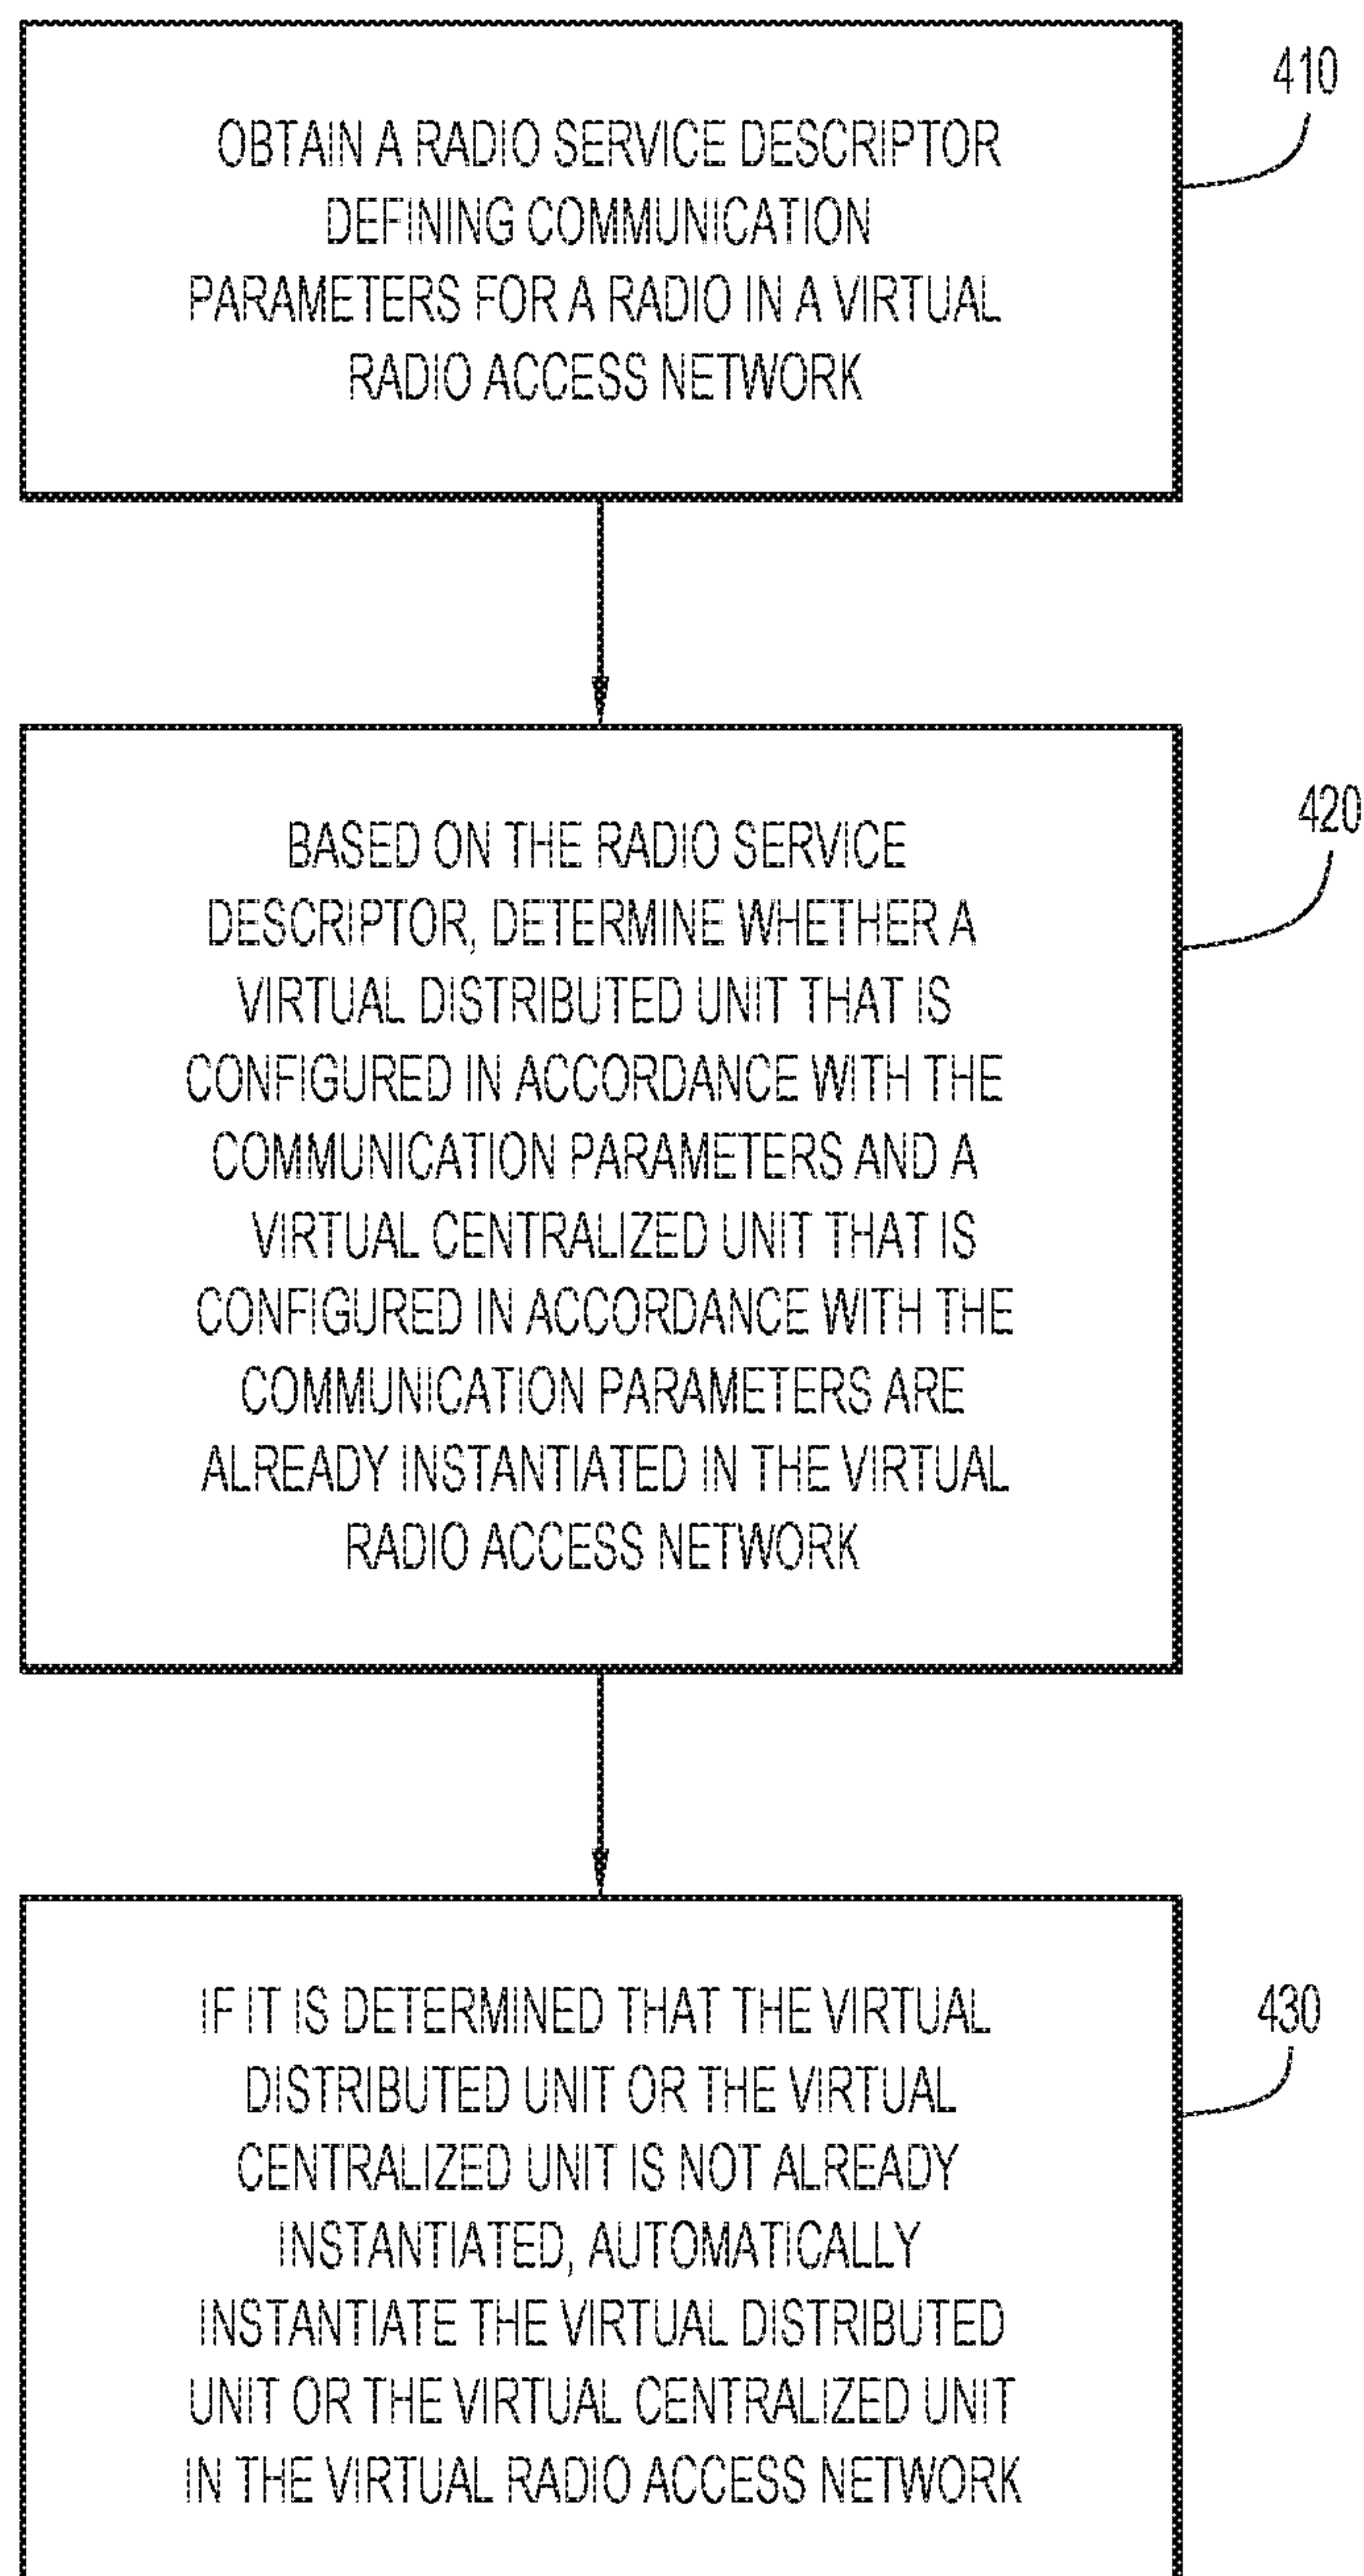 410
OBTAIN A RADIO SERVICE DESCRIPTOR
DEFINING COMMUNICATION
PARAMETERS FOR A RADIO IN A VIRTUAL
RADIO ACCESS NETWORK
420
BASED ON THE RADIO SERVICE
DESCRIPTOR, DETERMINE WHETHER A
VIRTUAL DISTRIBUTED UNIT THAT IS
CONFIGURED IN ACCORDANCE WITH THE
COMMUNICATION PARAMETERS AND A
VIRTUAL CENTRALIZED UNIT THAT IS
CONFIGURED IN ACCORDANCE WITH THE
COMMUNICATION PARAMETERS ARE
ALREADY INSTANTIATED IN THE VIRTUAL
RADIO ACCESS NETWORK
430
IF IT IS DETERMINED THAT THE VIRTUAL
DISTRIBUTED UNIT OR THE VIRTUAL
CENTRALIZED UNIT IS NOT ALREADY
INSTANTIATED, AUTOMATICALLY
INSTANTIATE THE VIRTUAL DISTRIBUTED
UNIT OR THE VIRTUAL CENTRALIZED UNIT
IN THE VIRTUAL RADIO ACCESS NETWORK